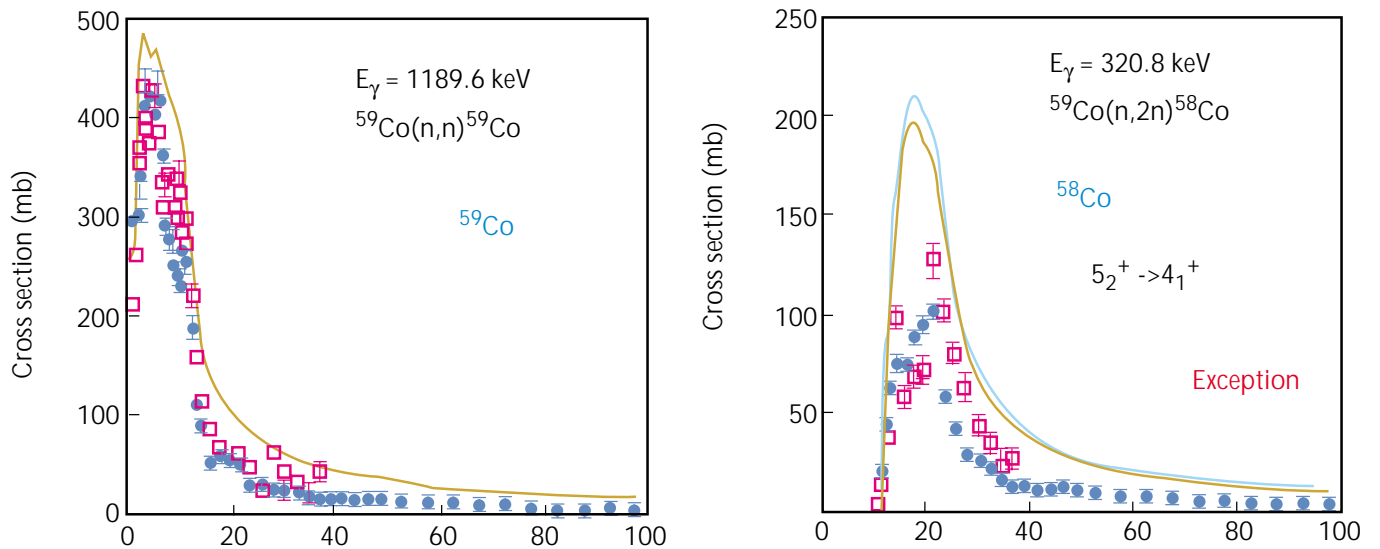 Cross section (mb)
500
400
300
200
100
0
0
20
40
60
80
100
E_γ = 1189.6 keV
⁵⁹Co(n,n)⁵⁹Co
⁵⁹Co
Cross section (mb)
250
200
150
100
50
0
20
40
60
80
100
E_γ = 320.8 keV
⁵⁹Co(n,2n)⁵⁸Co
⁵⁸Co
5₂⁺ ->4₁⁺
Exception